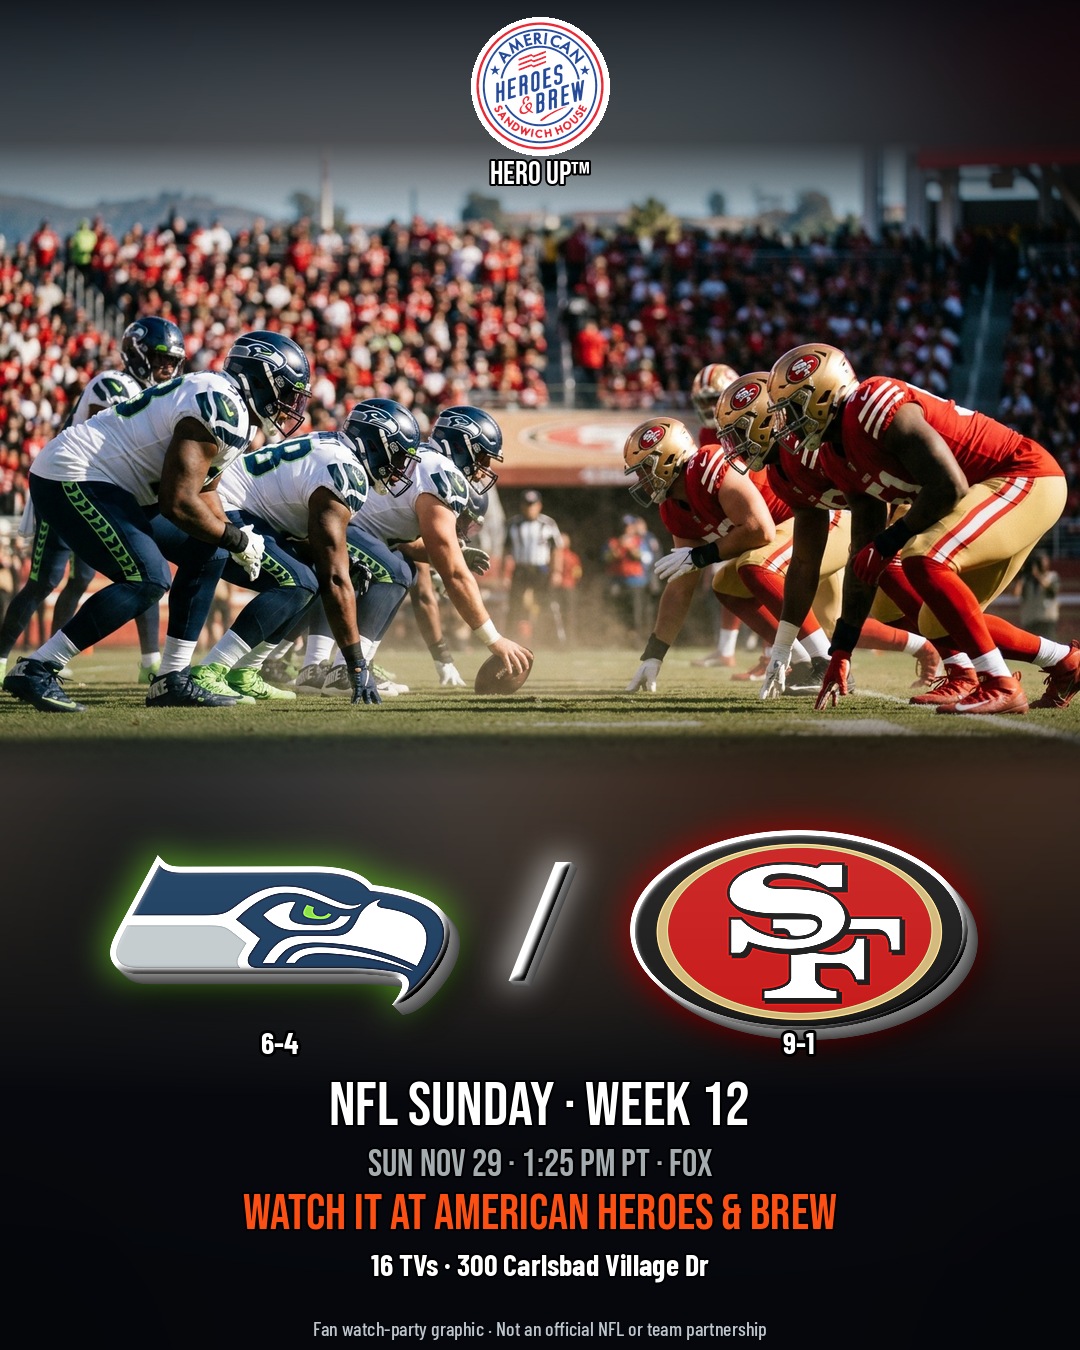 AMERICAN
HEROES
& BREW
SANDWICH HOUSE
HERO UP™
SF
6-4
9-1
NFL SUNDAY · WEEK 12
SUN NOV 29 · 1:25 PM PT · FOX
WATCH IT AT AMERICAN HEROES & BREW
16 TVs · 300 Carlsbad Village Dr
Fan watch-party graphic · Not an official NFL or team partnership